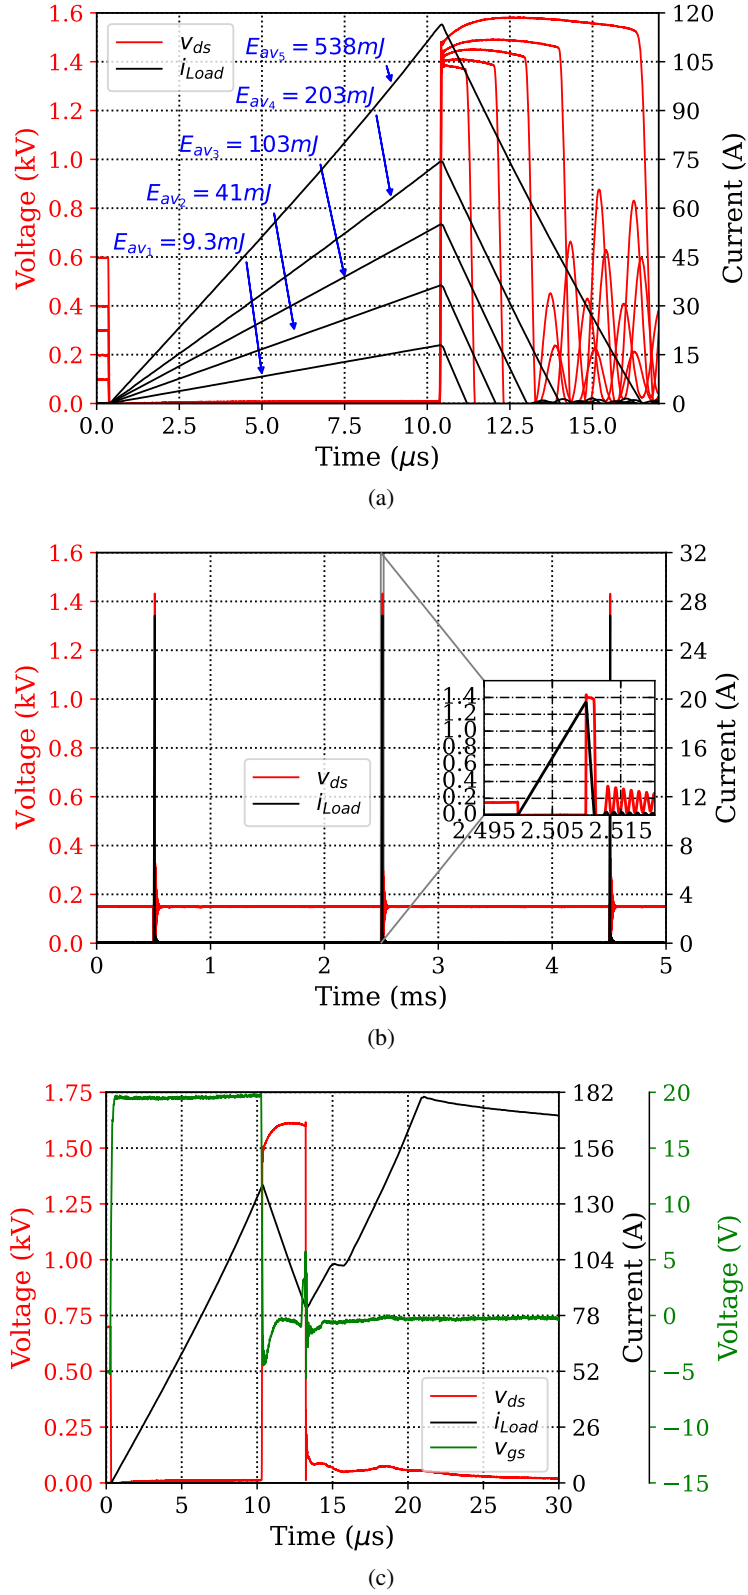 v_ds
i_Load
E_av5 = 538mJ
E_av4 = 203mJ
E_av3 = 103mJ
E_av2 = 41mJ
E_av1 = 9.3mJ
1.6
1.4
1.2
1.0
0.8
0.6
0.4
0.2
0.0
Voltage (kV)
120
105
90
75
60
45
30
15
0
Current (A)
0.0 2.5 5.0 7.5 10.0 12.5 15.0
Time (μs)
(a)
1.6
1.4
1.2
1.0
0.8
0.6
0.4
0.2
0.0
Voltage (kV)
32
28
24
20
16
12
8
4
0
Current (A)
v_ds
i_Load
1.4
1.2
1.0
0.8
0.6
0.4
0.2
0.0
2.495 2.505 2.515
0 1 2 3 4 5
Time (ms)
(b)
1.75
1.50
1.25
1.00
0.75
0.50
0.25
0.00
Voltage (kV)
182
156
130
104
78
52
26
0
Current (A)
20
15
10
5
0
−5
−10
−15
Voltage (V)
v_ds
i_Load
v_gs
0 5 10 15 20 25 30
Time (μs)
(c)